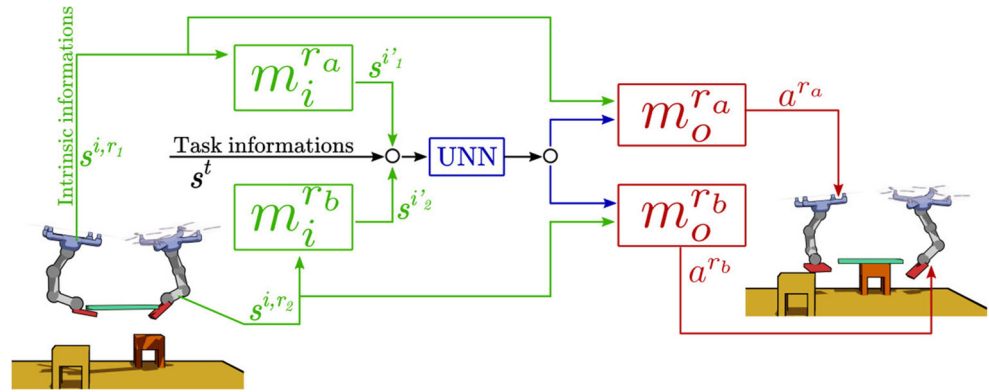 Intrinsic informations
s^{i,r_1}
m_i^{r_a}
s^{i'_1}
Task informations
s^t
UNN
m_i^{r_b}
s^{i'_2}
s^{i,r_2}
m_o^{r_a}
a^{r_a}
m_o^{r_b}
a^{r_b}